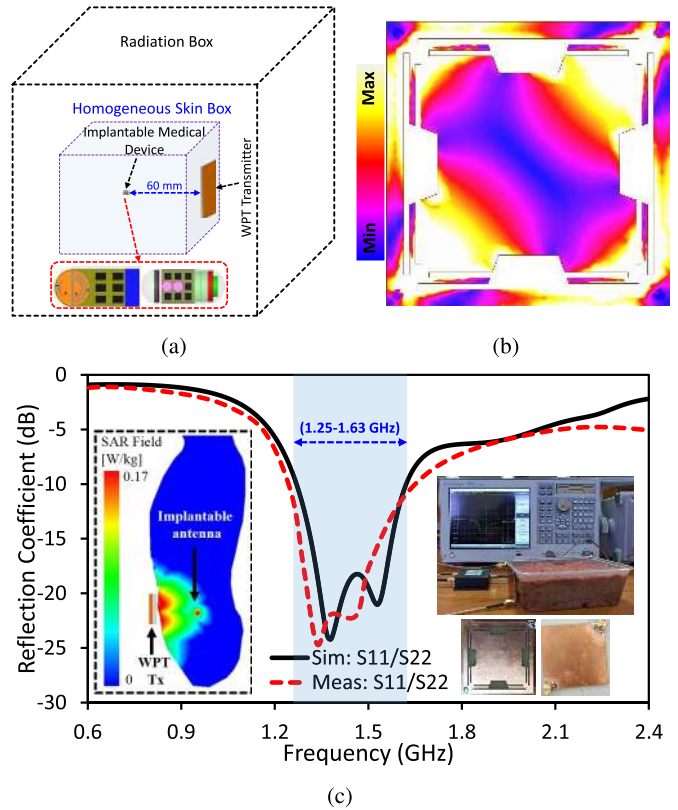 Radiation Box
Homogeneous Skin Box
Implantable Medical
Device
60 mm
WPT Transmitter
(a)
Max
Min
(b)
Reflection Coefficient (dB)
0
-5
-10
-15
-20
-25
-30
(1.25-1.63 GHz)
SAR Field
[W/kg]
0.17
0
Implantable
antenna
WPT
Tx
Sim: S11/S22
Meas: S11/S22
0.6 0.9 1.2 1.5 1.8 2.1 2.4
Frequency (GHz)
(c)